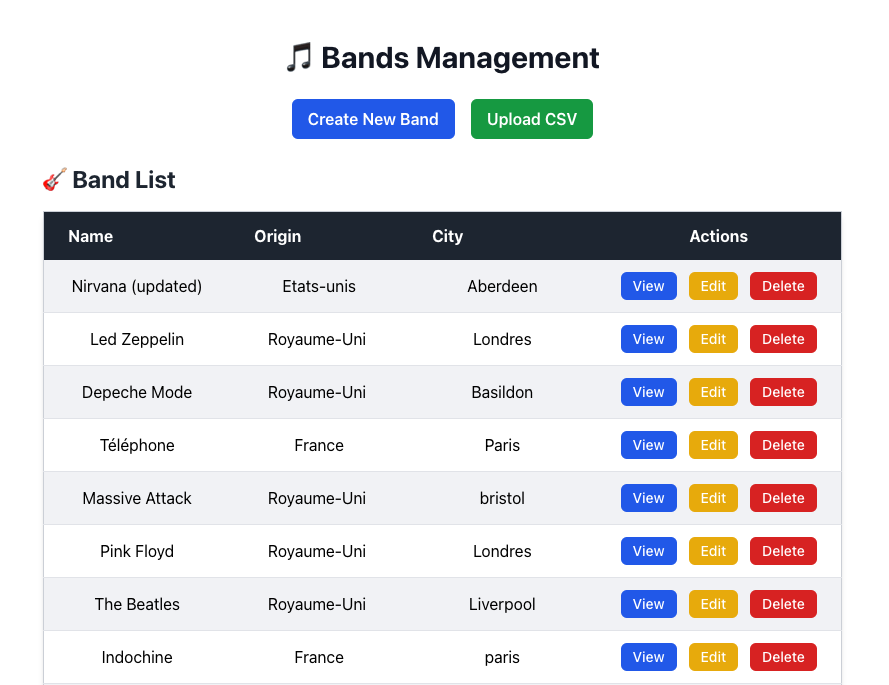 🎵 Bands Management
Create New Band Upload CSV
🎸 Band List
Name Origin City Actions
Nirvana (updated) Etats-unis Aberdeen View Edit Delete
Led Zeppelin Royaume-Uni Londres View Edit Delete
Depeche Mode Royaume-Uni Basildon View Edit Delete
Téléphone France Paris View Edit Delete
Massive Attack Royaume-Uni bristol View Edit Delete
Pink Floyd Royaume-Uni Londres View Edit Delete
The Beatles Royaume-Uni Liverpool View Edit Delete
Indochine France paris View Edit Delete